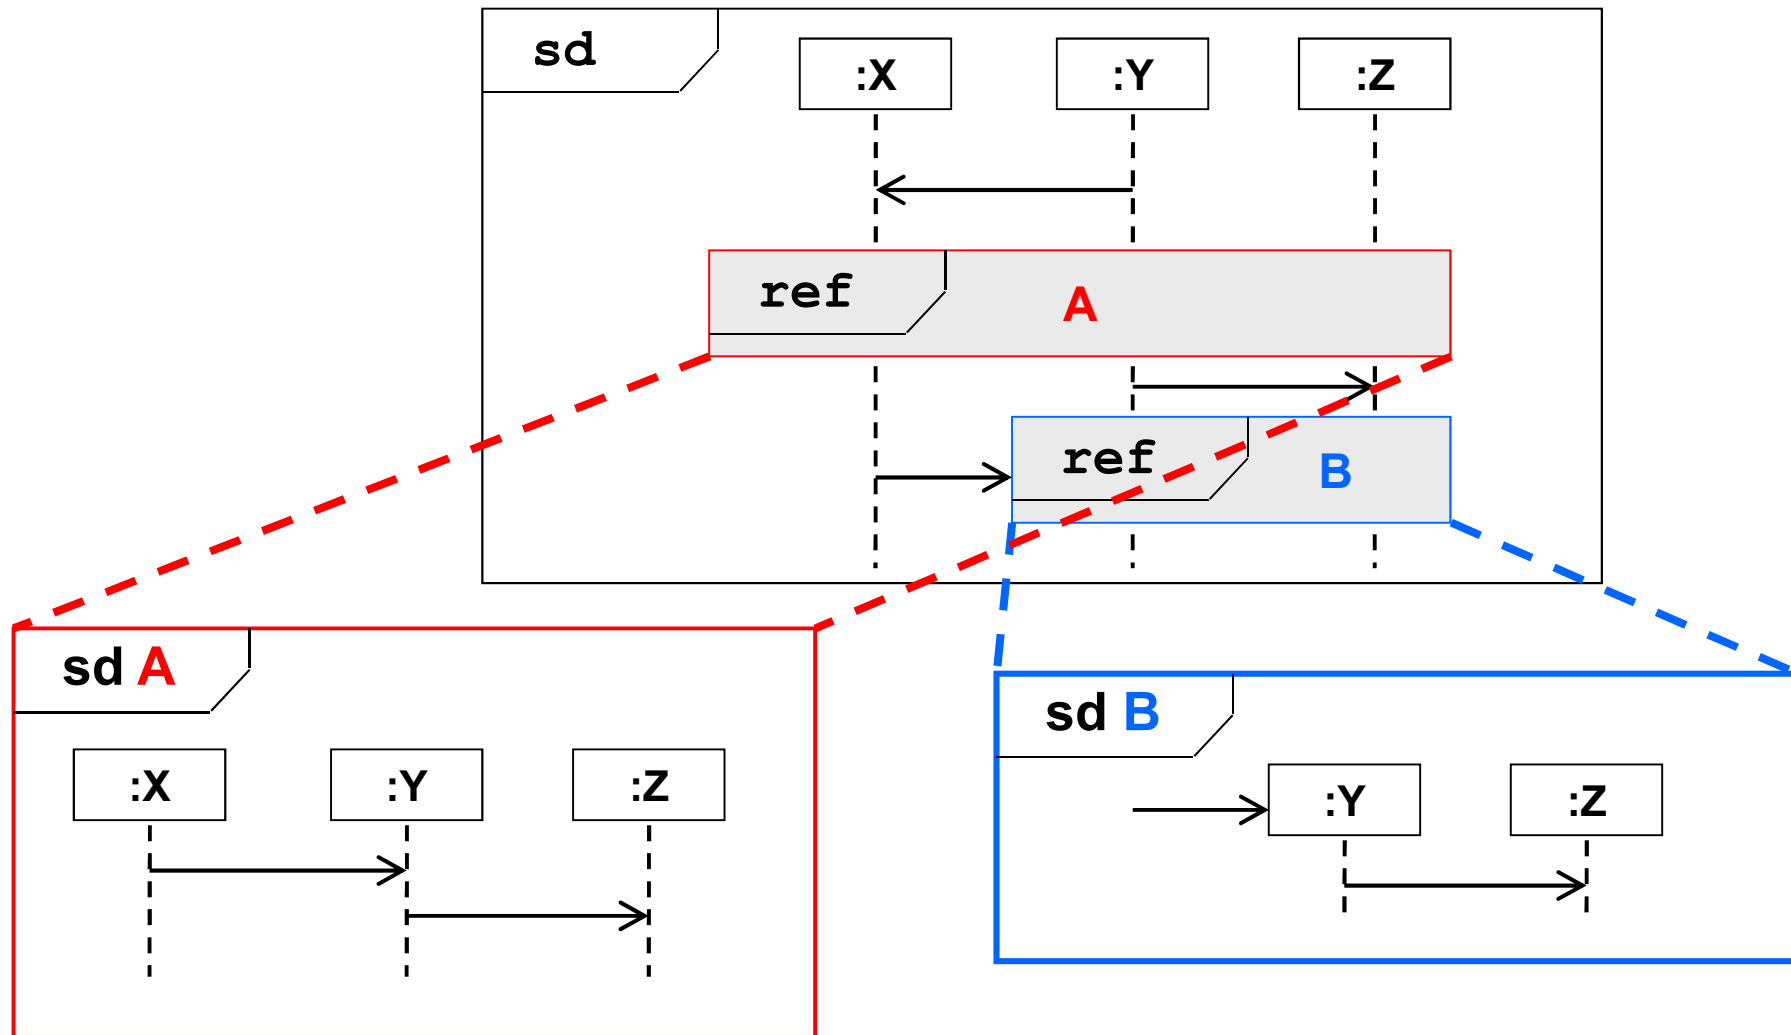 sd
:X :Y :Z
ref A
ref B
sd A
:X :Y :Z
sd B
:Y :Z